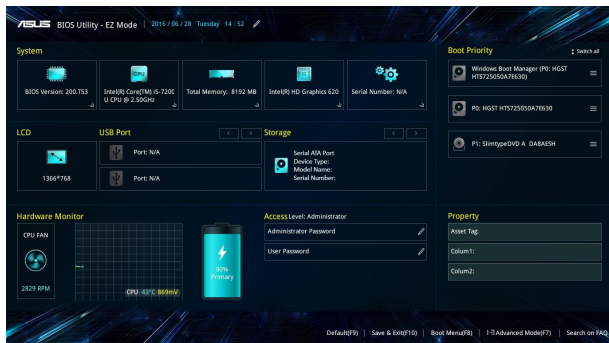 ASUS BIOS Utility - EZ Mode 2016/06/28 Tuesday 14:52
System
BIOS Version: 200.T53
Intel(R) Core(TM) i5-7200
U CPU @ 2.50GHz
Total Memory: 8192 MB
Intel(R) HD Graphics 620
Serial Number: N/A
Boot Priority
Switch all
Windows Boot Manager (P0: HGST
HTS725050A7E630)
P0: HGST HTS725050A7E630
P1: SlimtypeDVD A DA8AESH
LCD
1366*768
USB Port
Port: N/A
Port: N/A
Storage
Serial ATA Port
Device Type:
Model Name:
Serial Number:
Hardware Monitor
CPU FAN
2829 RPM
CPU 43°C 869mV
90%
Primary
Access Level: Administrator
Administrator Password
User Password
Property
Asset Tag:
Colum1:
Colum2:
Default(F9) Save & Exit(F10) Boot Menu(F8) Advanced Mode(F7) Search on FAQ